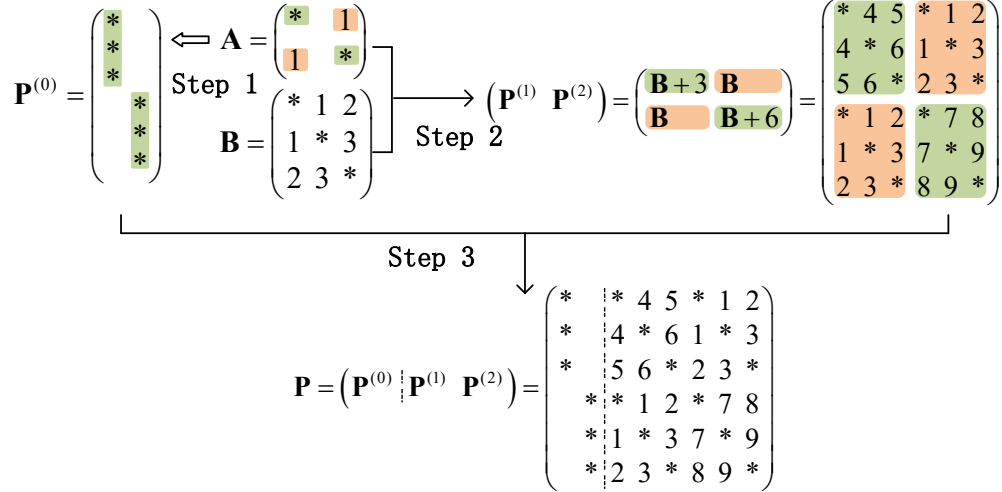 P^(0) = ( * * * * * * ) ⇐ A = ( * 1 1 * )
Step 1
B = ( * 1 2
1 * 3
2 3 * )
Step 2
( P^(1) P^(2) ) = ( B+3 B
B B+6 ) = ( * 4 5 * 1 2
4 * 6 1 * 3
5 6 * 2 3 *
* 1 2 * 7 8
1 * 3 7 * 9
2 3 * 8 9 * )
Step 3
P = ( P^(0) ¦ P^(1) P^(2) ) = ( * ¦ * 4 5 * 1 2
* ¦ 4 * 6 1 * 3
* ¦ 5 6 * 2 3 *
* ¦ * 1 2 * 7 8
* ¦ 1 * 3 7 * 9
* ¦ 2 3 * 8 9 * )